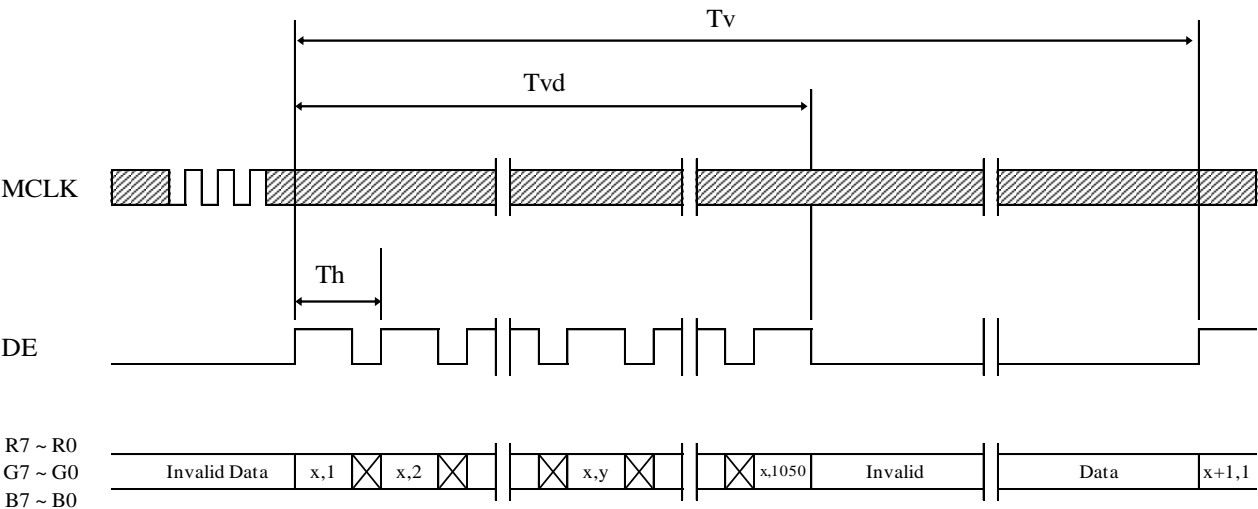 Tv
Tvd
MCLK
Th
DE
R7 ~ R0
G7 ~ G0
B7 ~ B0
Invalid Data
x,1
x,2
x,y
x,1050
Invalid
Data
x+1,1